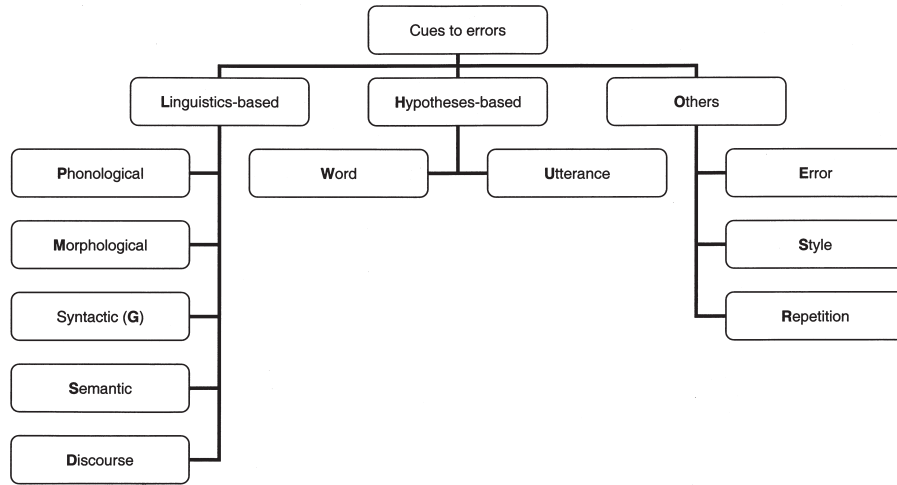 Cues to errors
Linguistics-based
Hypotheses-based
Others
Phonological
Word
Utterance
Error
Morphological
Style
Syntactic (G)
Repetition
Semantic
Discourse